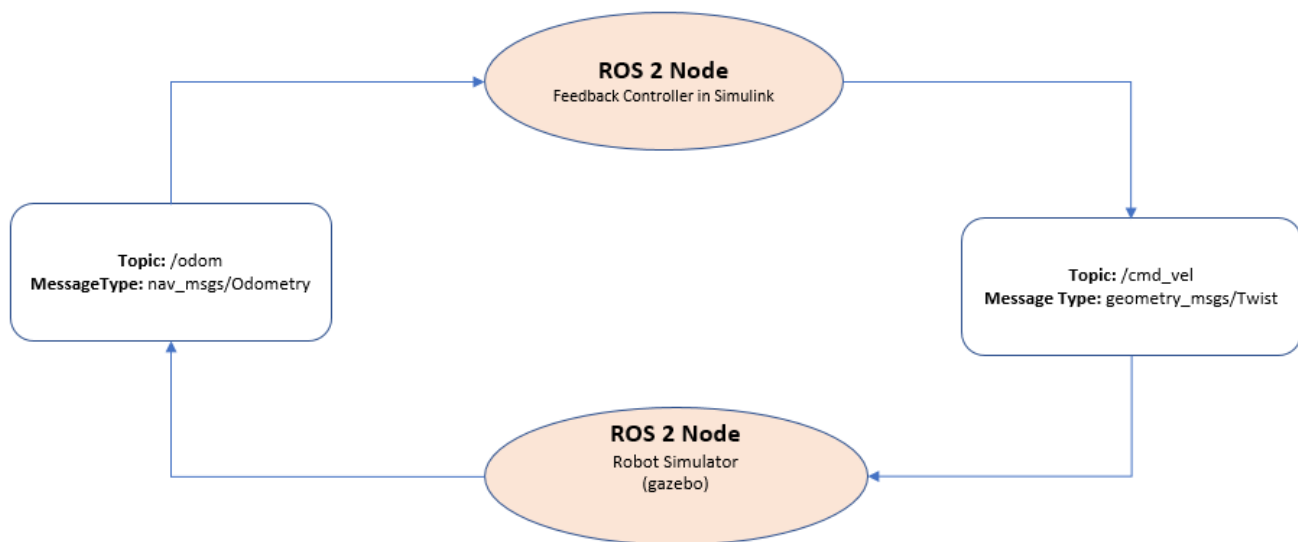 ROS 2 Node
Feedback Controller in Simulink
Topic: /odom
MessageType: nav_msgs/Odometry
Topic: /cmd_vel
Message Type: geometry_msgs/Twist
ROS 2 Node
Robot Simulator
(gazebo)